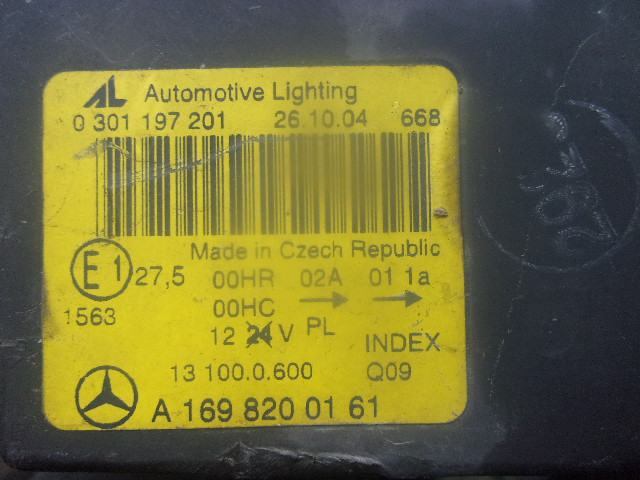 AL Automotive Lighting
0 301 197 201 26.10.04 668
Made in Czech Republic
E1 27,5 00HR 02A 01 1a
1563 00HC → →
12 24 V PL INDEX
13 100.0.600 Q09
A 169 820 01 61